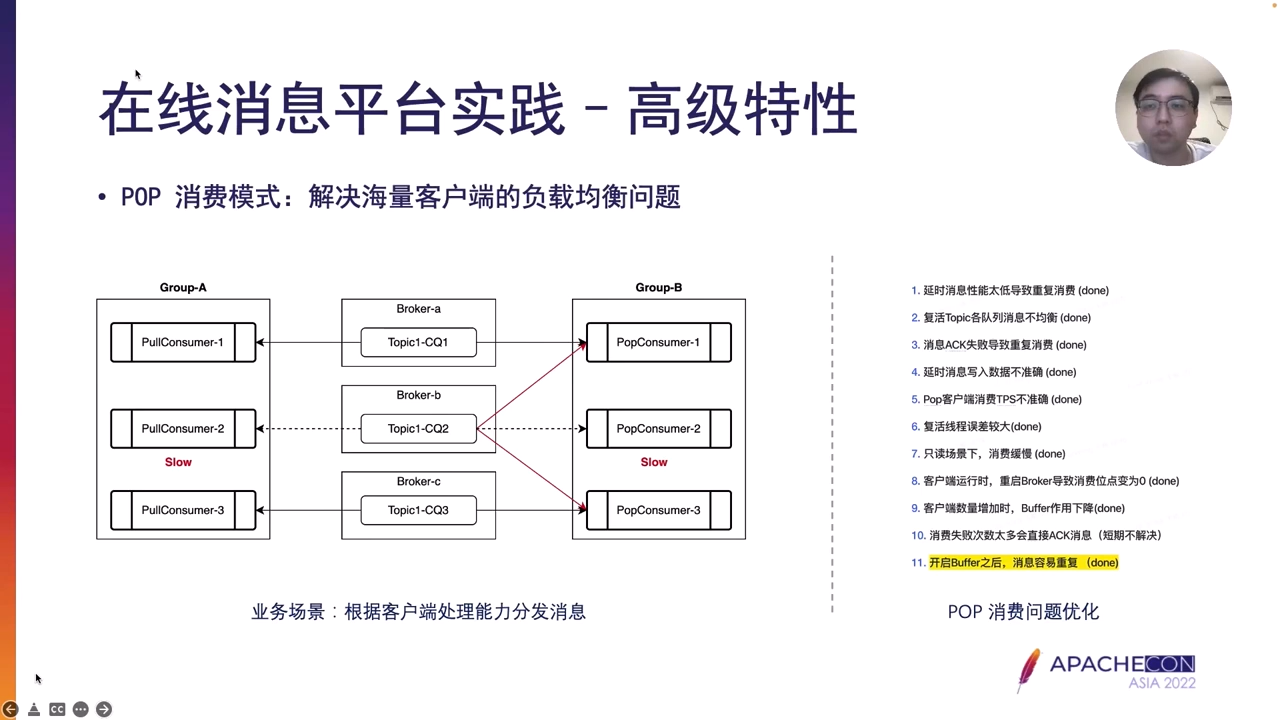 在线消息平台实践 – 高级特性
• POP 消费模式：解决海量客户端的负载均衡问题
Group-A
PullConsumer-1
PullConsumer-2
Slow
PullConsumer-3
Broker-a
Topic1-CQ1
Broker-b
Topic1-CQ2
Broker-c
Topic1-CQ3
Group-B
PopConsumer-1
PopConsumer-2
Slow
PopConsumer-3
业务场景：根据客户端处理能力分发消息
1. 延时消息性能太低导致重复消费 (done)
2. 复活Topic各队列消息不均衡 (done)
3. 消息ACK失败导致重复消费 (done)
4. 延时消息写入数据不准确 (done)
5. Pop客户端消费TPS不准确 (done)
6. 复活线程误差较大(done)
7. 只读场景下，消费缓慢 (done)
8. 客户端运行时，重启Broker导致消费位点变为0 (done)
9. 客户端数量增加时，Buffer作用下降(done)
10. 消费失败次数太多会直接ACK消息（短期不解决）
11. 开启Buffer之后，消息容易重复 （done)
POP 消费问题优化
APACHECON
ASIA 2022
CC